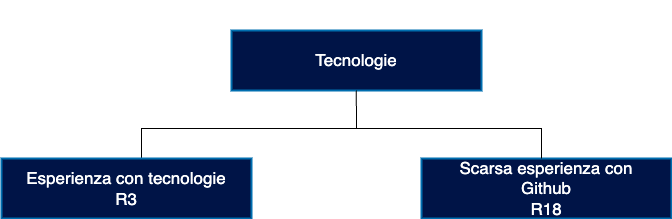 Tecnologie
Esperienza con tecnologie
R3
Scarsa esperienza con
Github
R18